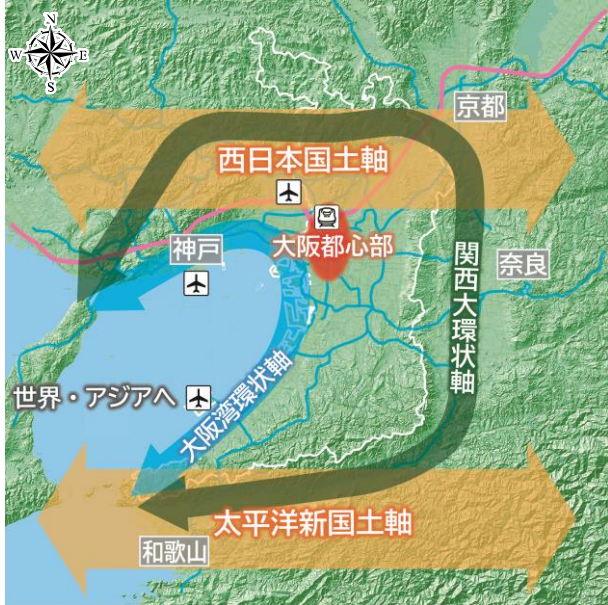 N
W
E
S
京都
西日本国土軸
神戸
大阪都心部
奈良
関西大環状軸
世界・アジアへ
大阪湾環状軸
太平洋新国土軸
和歌山